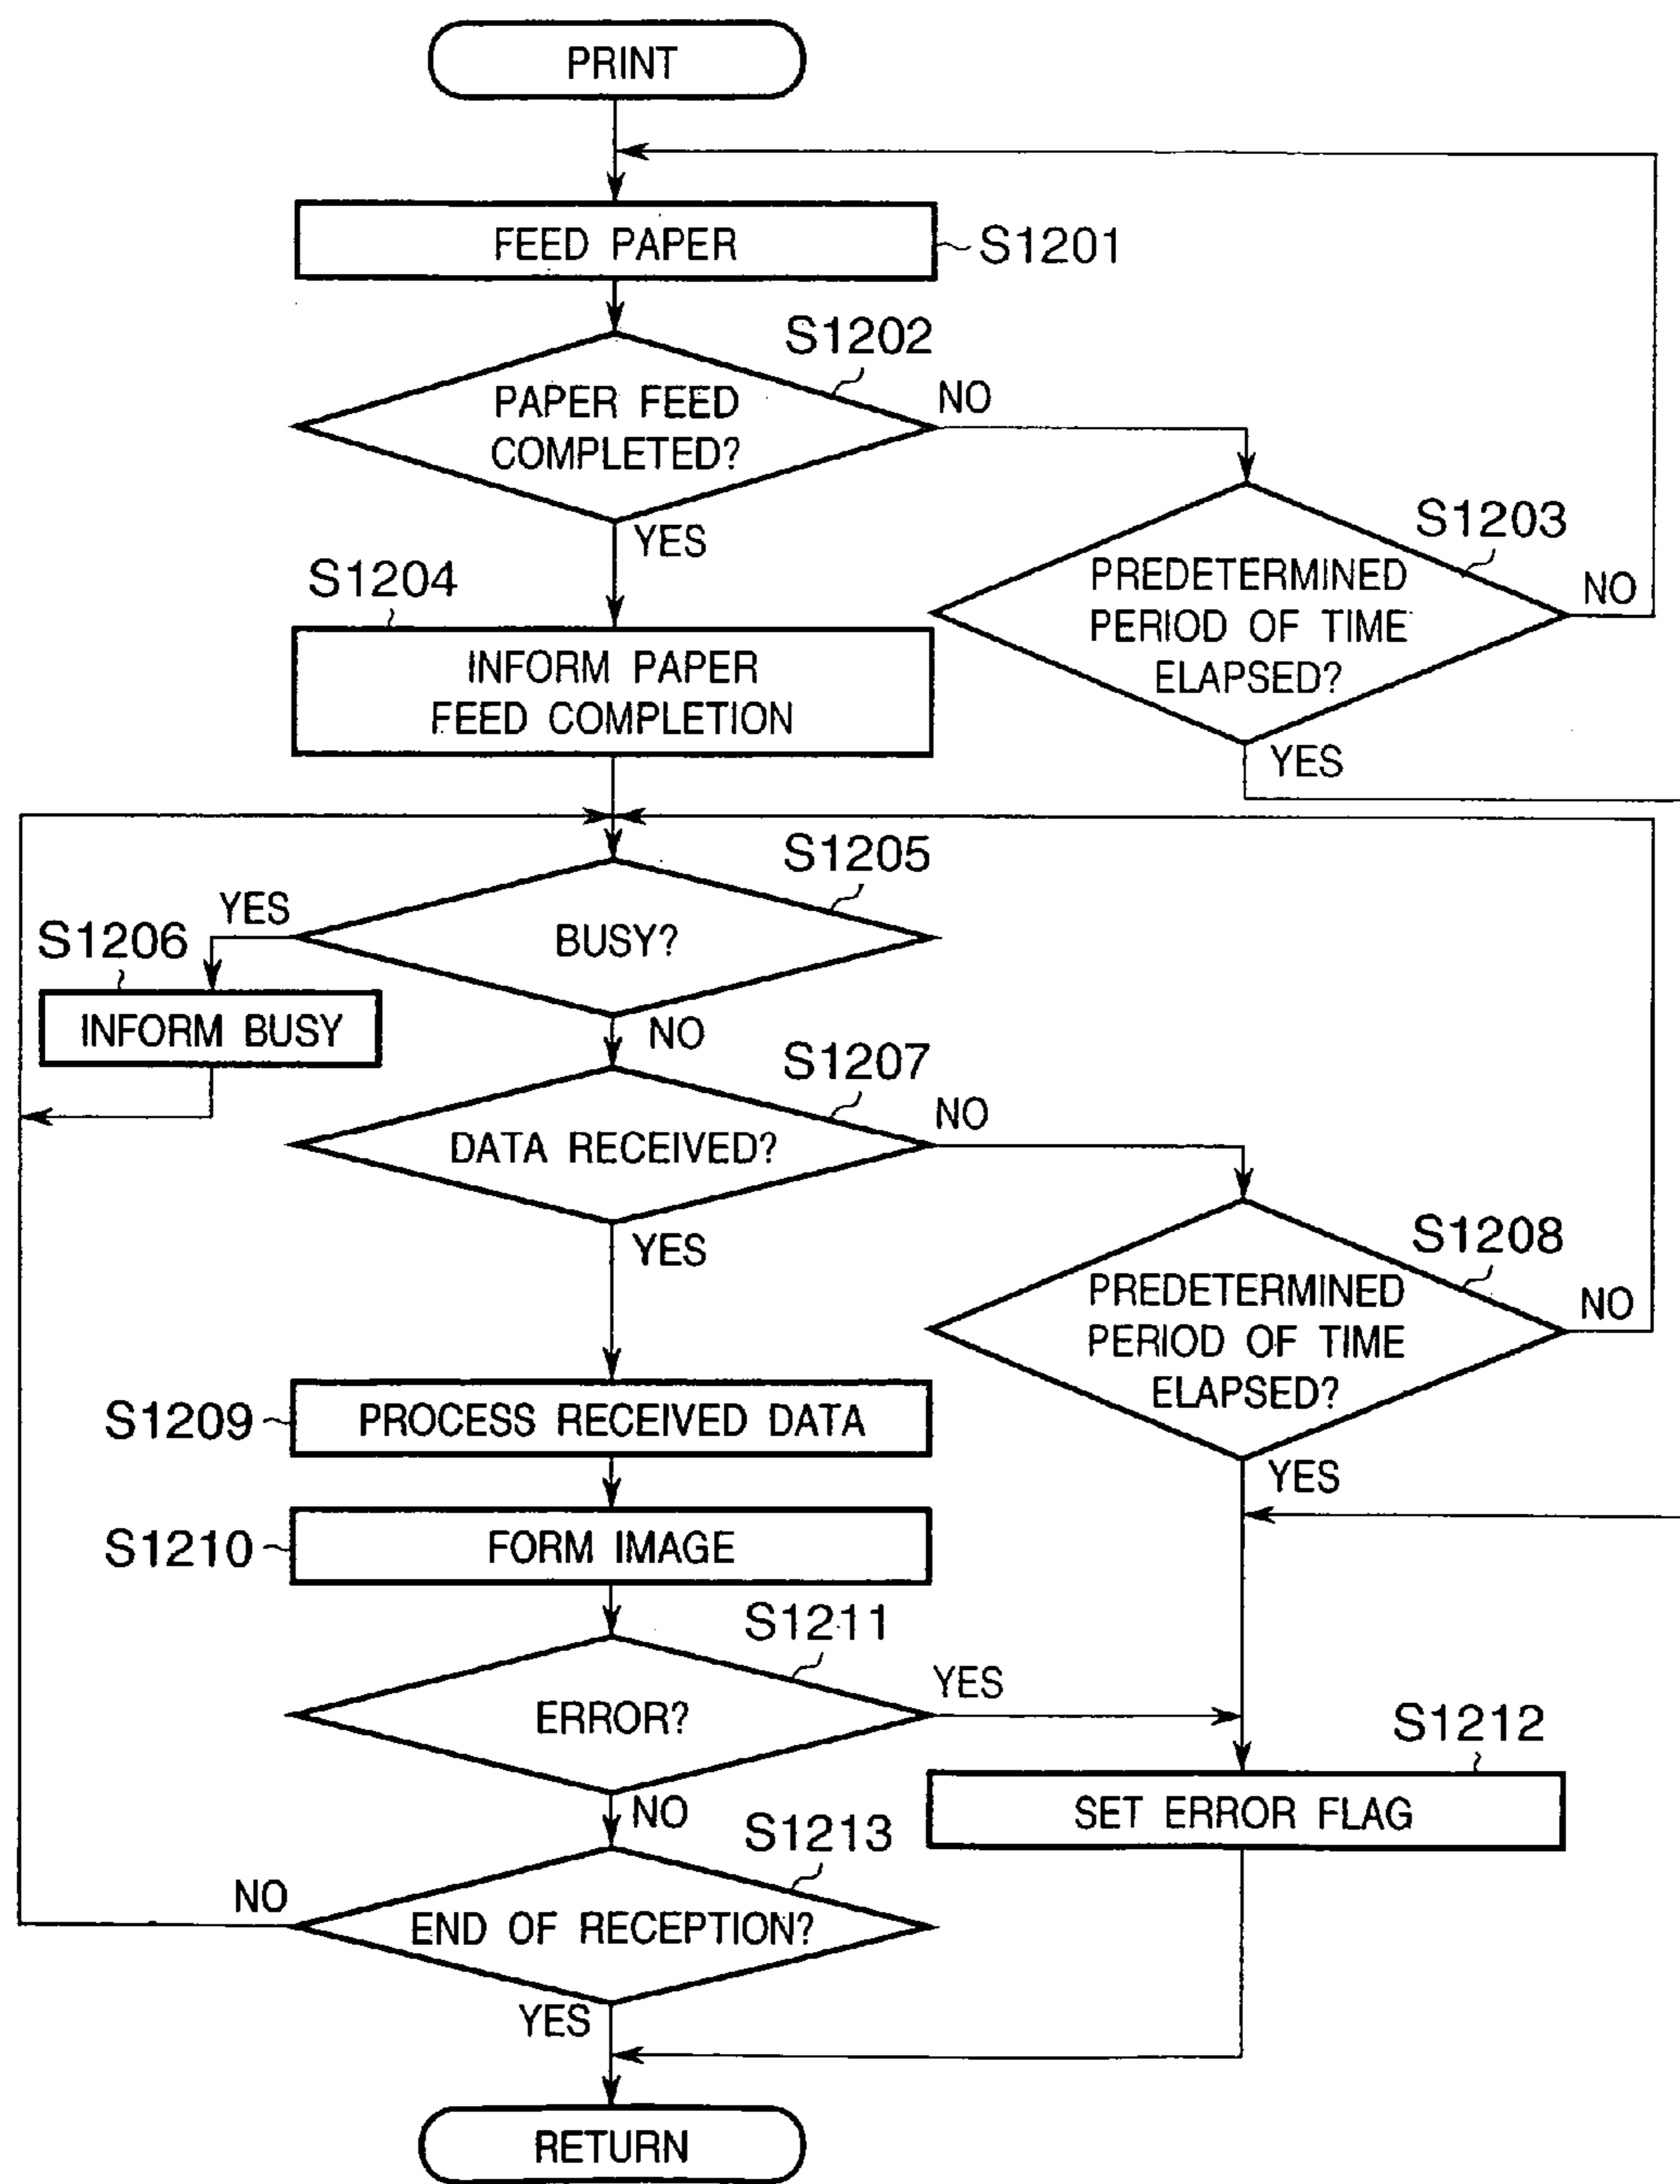 PRINT
FEED PAPER
S1201
S1202
PAPER FEED
COMPLETED?
NO
YES
S1203
PREDETERMINED
PERIOD OF TIME
ELAPSED?
NO
YES
S1204
INFORM PAPER
FEED COMPLETION
S1205
BUSY?
YES
S1206
INFORM BUSY
NO
S1207
DATA RECEIVED?
NO
YES
S1208
PREDETERMINED
PERIOD OF TIME
ELAPSED?
NO
YES
S1209
PROCESS RECEIVED DATA
S1210
FORM IMAGE
S1211
ERROR?
YES
S1212
SET ERROR FLAG
NO
S1213
END OF RECEPTION?
NO
YES
RETURN